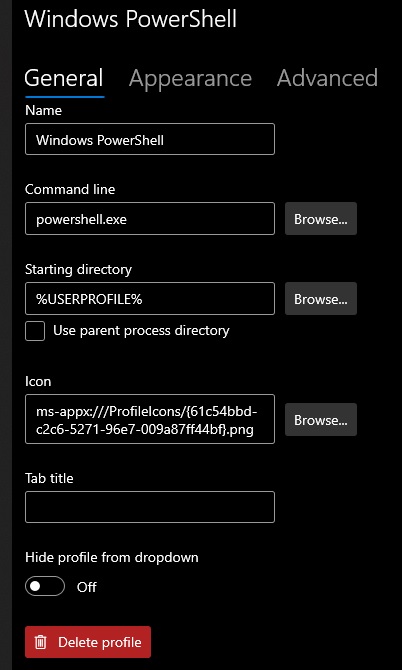 Windows PowerShell
General Appearance Advanced
Name
Windows PowerShell
Command line
powershell.exe Browse...
Starting directory
%USERPROFILE% Browse...
Use parent process directory
Icon
ms-appx:///ProfileIcons/{61c54bbd-
c2c6-5271-96e7-009a87ff44bf}.png Browse...
Tab title
Hide profile from dropdown
Off
Delete profile